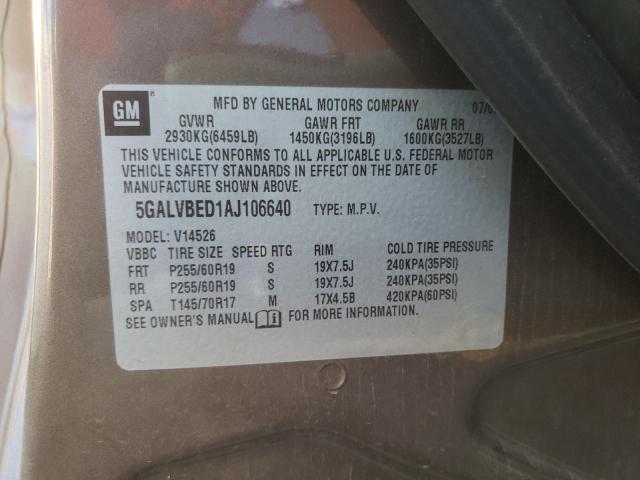 GM
MFD BY GENERAL MOTORS COMPANY 07/0
GVWR GAWR FRT GAWR RR
2930KG(6459LB) 1450KG(3196LB) 1600KG(3527LB)
THIS VEHICLE CONFORMS TO ALL APPLICABLE U.S. FEDERAL MOTOR
VEHICLE SAFETY STANDARDS IN EFFECT ON THE DATE OF
MANUFACTURE SHOWN ABOVE.
5GALVBED1AJ106640 TYPE: M.P.V.
MODEL: V14526
VBBC TIRE SIZE SPEED RTG RIM COLD TIRE PRESSURE
FRT P255/60R19 S 19X7.5J 240KPA(35PSI)
RR P255/60R19 S 19X7.5J 240KPA(35PSI)
SPA T145/70R17 M 17X4.5B 420KPA(60PSI)
SEE OWNER'S MANUAL FOR MORE INFORMATION.